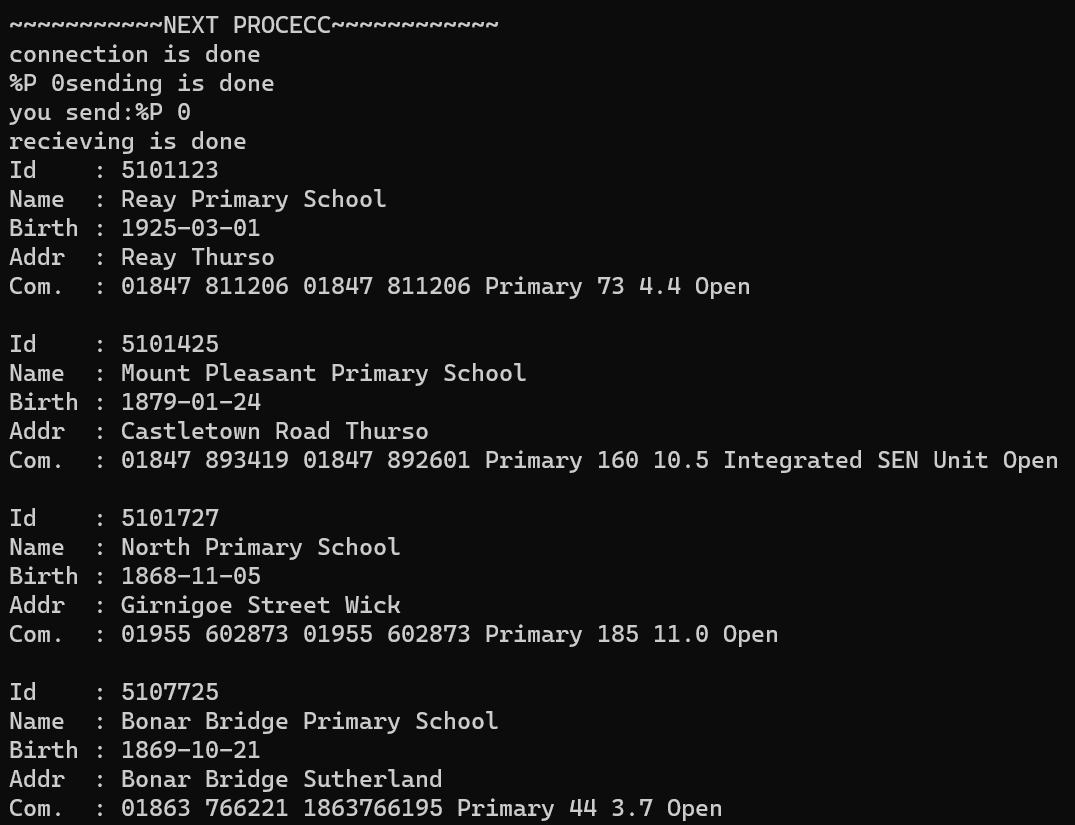 ~~~~~~~~~~~NEXT PROCECC~~~~~~~~~~~~
connection is done
%P 0sending is done
you send:%P 0
recieving is done
Id    : 5101123
Name  : Reay Primary School
Birth : 1925-03-01
Addr  : Reay Thurso
Com.  : 01847 811206 01847 811206 Primary 73 4.4 Open

Id    : 5101425
Name  : Mount Pleasant Primary School
Birth : 1879-01-24
Addr  : Castletown Road Thurso
Com.  : 01847 893419 01847 892601 Primary 160 10.5 Integrated SEN Unit Open

Id    : 5101727
Name  : North Primary School
Birth : 1868-11-05
Addr  : Girnigoe Street Wick
Com.  : 01955 602873 01955 602873 Primary 185 11.0 Open

Id    : 5107725
Name  : Bonar Bridge Primary School
Birth : 1869-10-21
Addr  : Bonar Bridge Sutherland
Com.  : 01863 766221 1863766195 Primary 44 3.7 Open